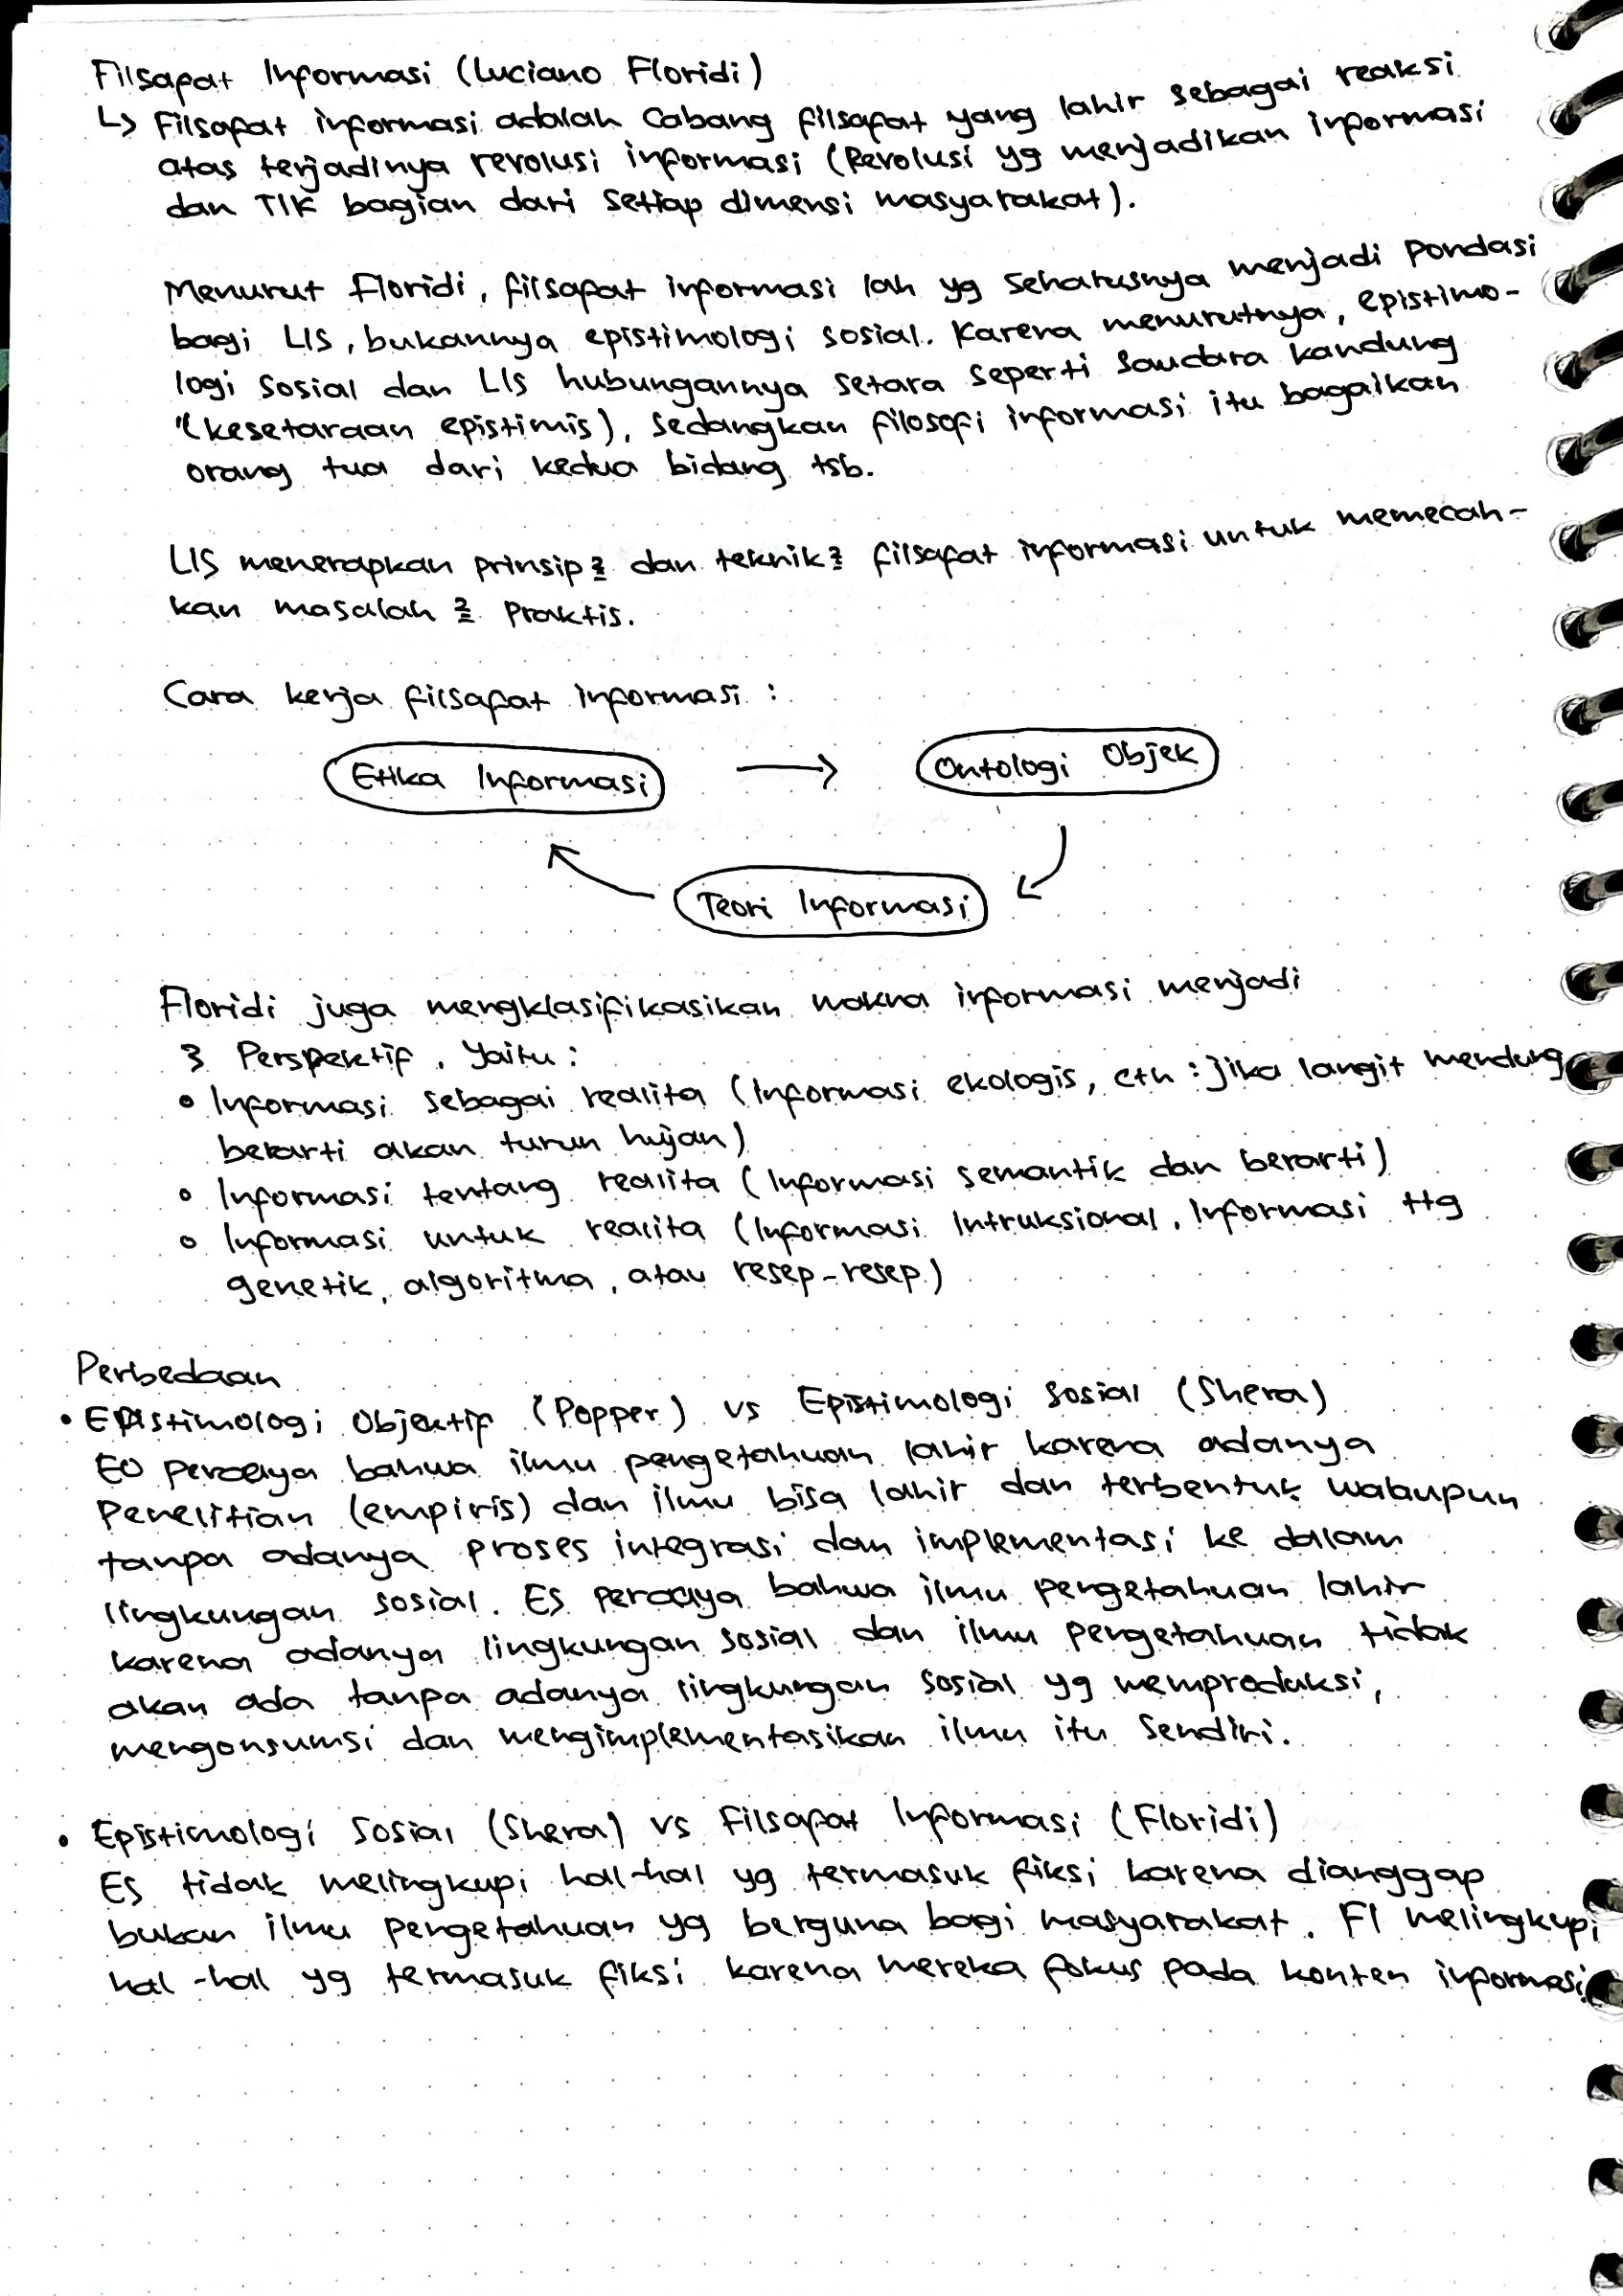 Filsafat Informasi (Luciano Floridi)
↳ Filsafat informasi adalah Cabang filsafat yang lahir sebagai reaksi
atas terjadinya revolusi informasi (Revolusi yg menjadikan informasi
dan TIK bagian dari setiap dimensi masyarakat).
Menurut Floridi, filsafat informasi lah yg seharusnya menjadi pondasi
bagi LIS, bukannya epistimologi sosial. Karena menurutnya, epistimo-
logi sosial dan LIS hubungannya setara seperti saudara kandung
"(kesetaraan epistimis), sedangkan filosofi informasi itu bagaikan
orang tua dari kedua bidang tsb.
LIS menerapkan prinsip2 dan teknik2 filsafat informasi untuk memecah-
kan masalah2 praktis.
Cara kerja filsafat informasi :
Etika Informasi → Ontologi Objek
Teori Informasi
Floridi juga mengklasifikasikan makna informasi menjadi
3 Perspektif, yaitu :
• Informasi sebagai realita (Informasi ekologis, cth : jika langit mendung
berarti akan turun hujan)
• Informasi tentang realita (Informasi semantik dan berarti)
• Informasi untuk realita (Informasi Intruksional, Informasi ttg
genetik, algoritma, atau resep-resep)
Perbedaan
• Epistimologi Objektif (Popper) vs Epistimologi Sosial (Shera)
EO percaya bahwa ilmu pengetahuan lahir karena adanya
Penelitian (empiris) dan ilmu bisa lahir dan terbentuk walaupun
tanpa adanya proses integrasi dan implementasi ke dalam
lingkungan sosial. ES percaya bahwa ilmu pengetahuan lahir
karena adanya lingkungan sosial dan ilmu pengetahuan tidak
akan ada tanpa adanya lingkungan sosial yg memproduksi,
mengonsumsi dan mengimplementasikan ilmu itu sendiri.
• Epistimologi Sosial (Shera) vs Filsafat Informasi (Floridi)
ES tidak melingkupi hal-hal yg termasuk fiksi karena dianggap
bukan ilmu pengetahuan yg berguna bagi masyarakat. FI melingkupi
hal-hal yg termasuk fiksi karena mereka fokus pada konten informasi.